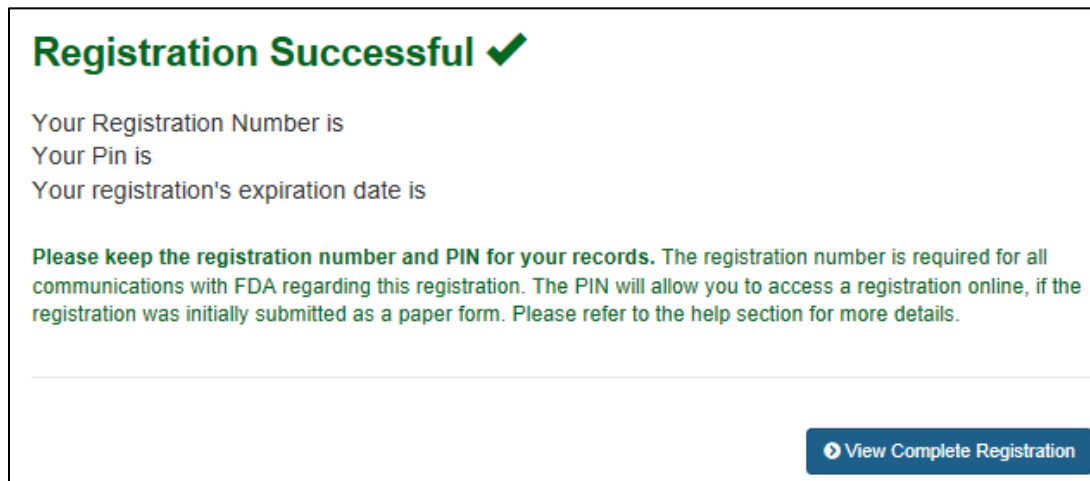 Registration Successful ✔
Your Registration Number is
Your Pin is
Your registration's expiration date is
Please keep the registration number and PIN for your records. The registration number is required for all
communications with FDA regarding this registration. The PIN will allow you to access a registration online, if the
registration was initially submitted as a paper form. Please refer to the help section for more details.
View Complete Registration